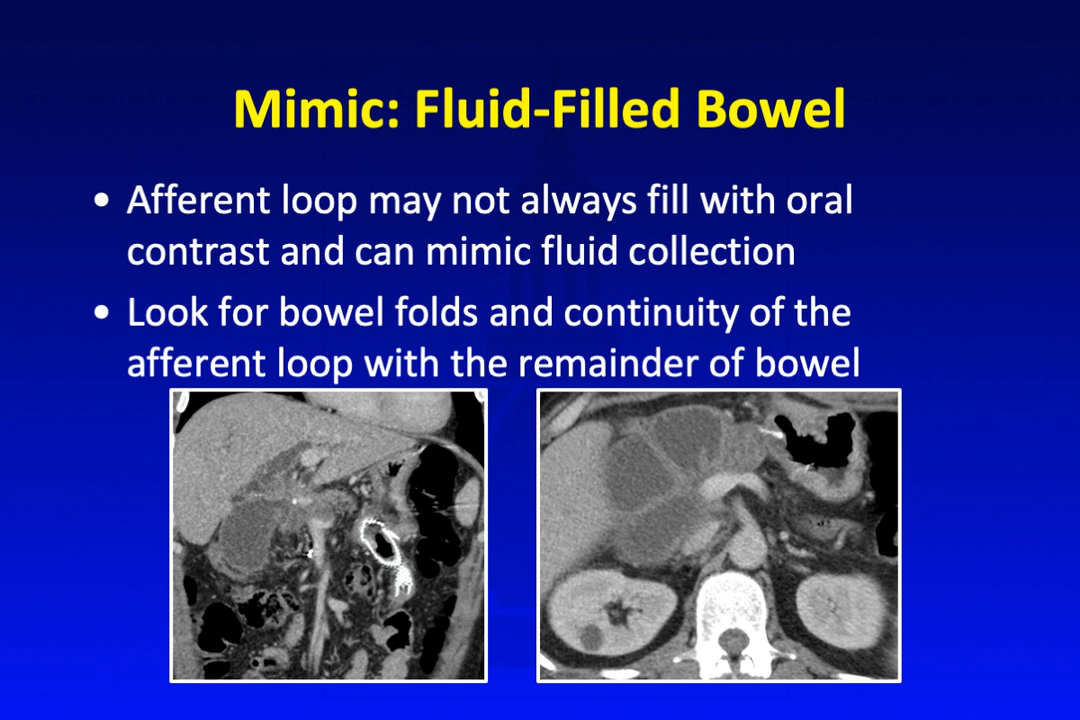 Mimic: Fluid-Filled Bowel
• Afferent loop may not always fill with oral
contrast and can mimic fluid collection
• Look for bowel folds and continuity of the
afferent loop with the remainder of bowel